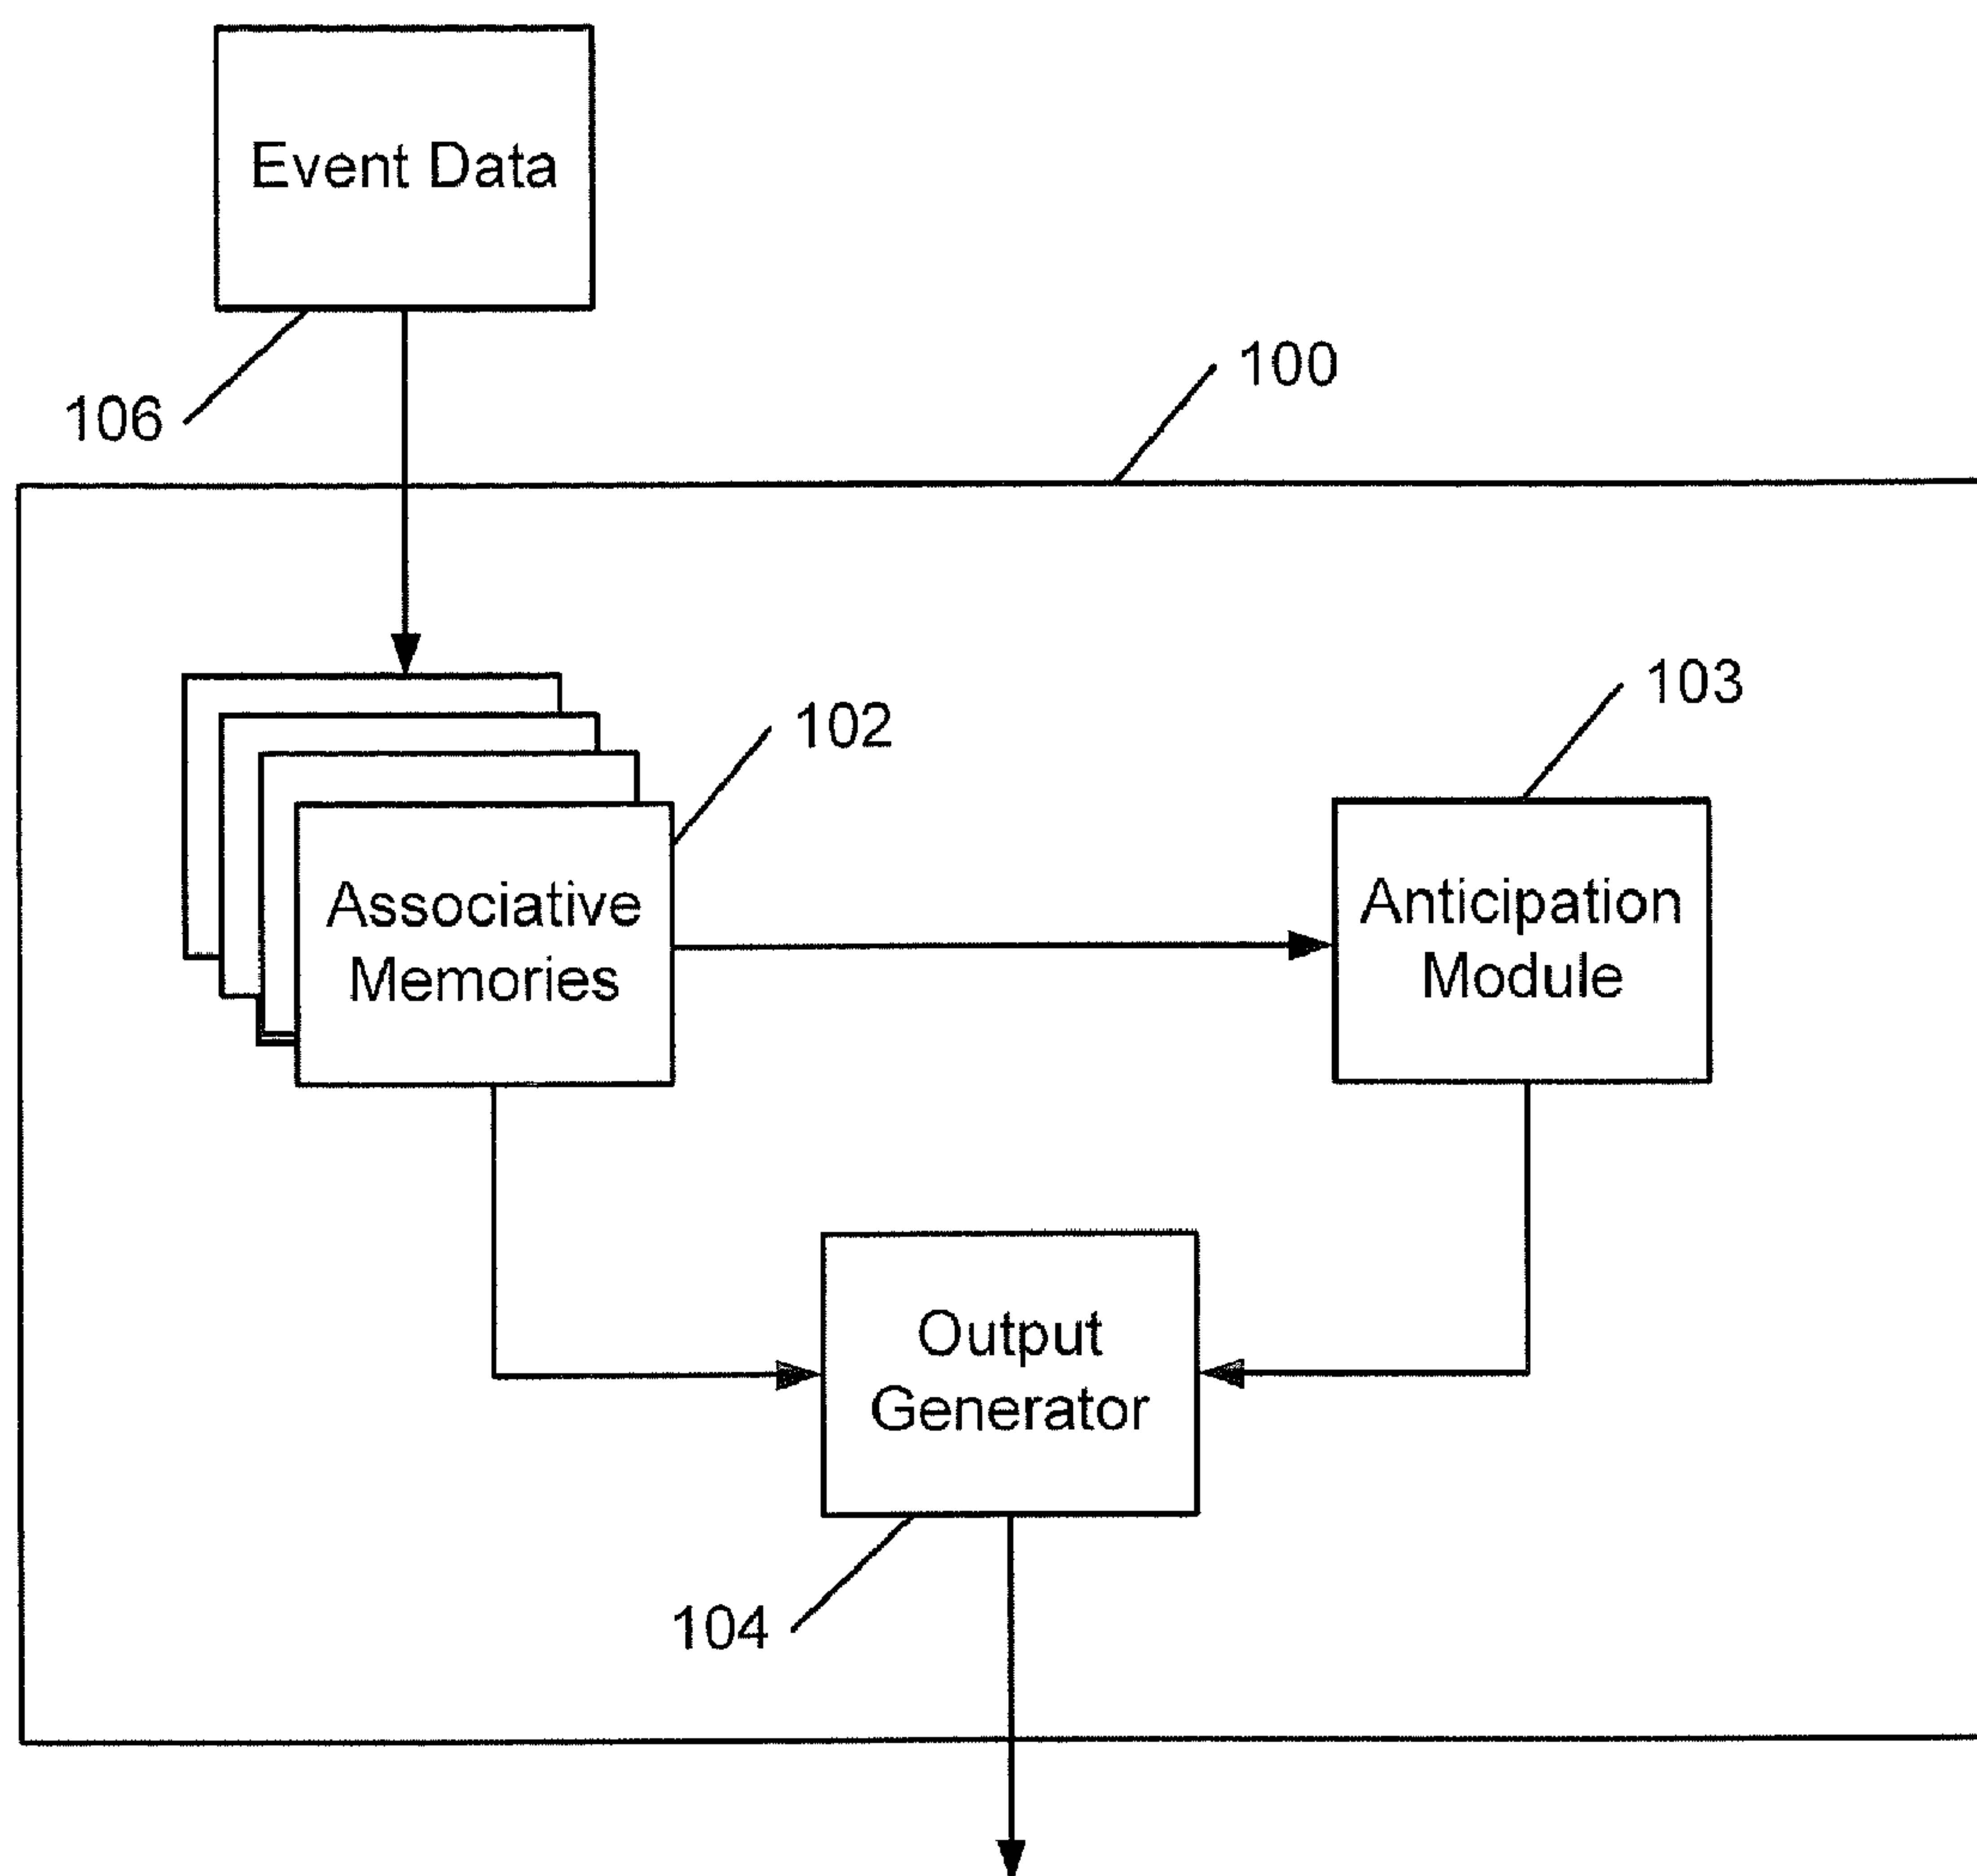 Event Data
106
100
102
103
Associative
Memories
Anticipation
Module
Output
Generator
104